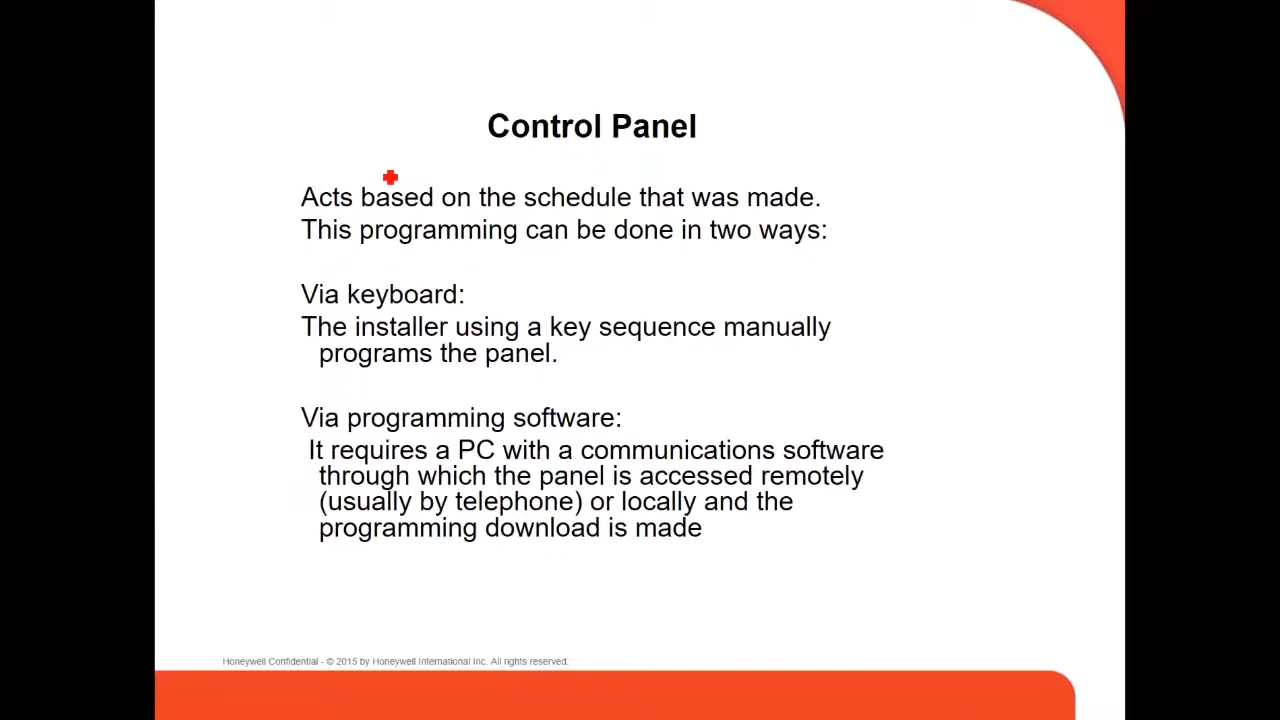 Control Panel
Acts based on the schedule that was made.
This programming can be done in two ways:
Via keyboard:
The installer using a key sequence manually
programs the panel.
Via programming software:
It requires a PC with a communications software
through which the panel is accessed remotely
(usually by telephone) or locally and the
programming download is made
Honeywell Confidential - © 2015 by Honeywell International Inc. All rights reserved.